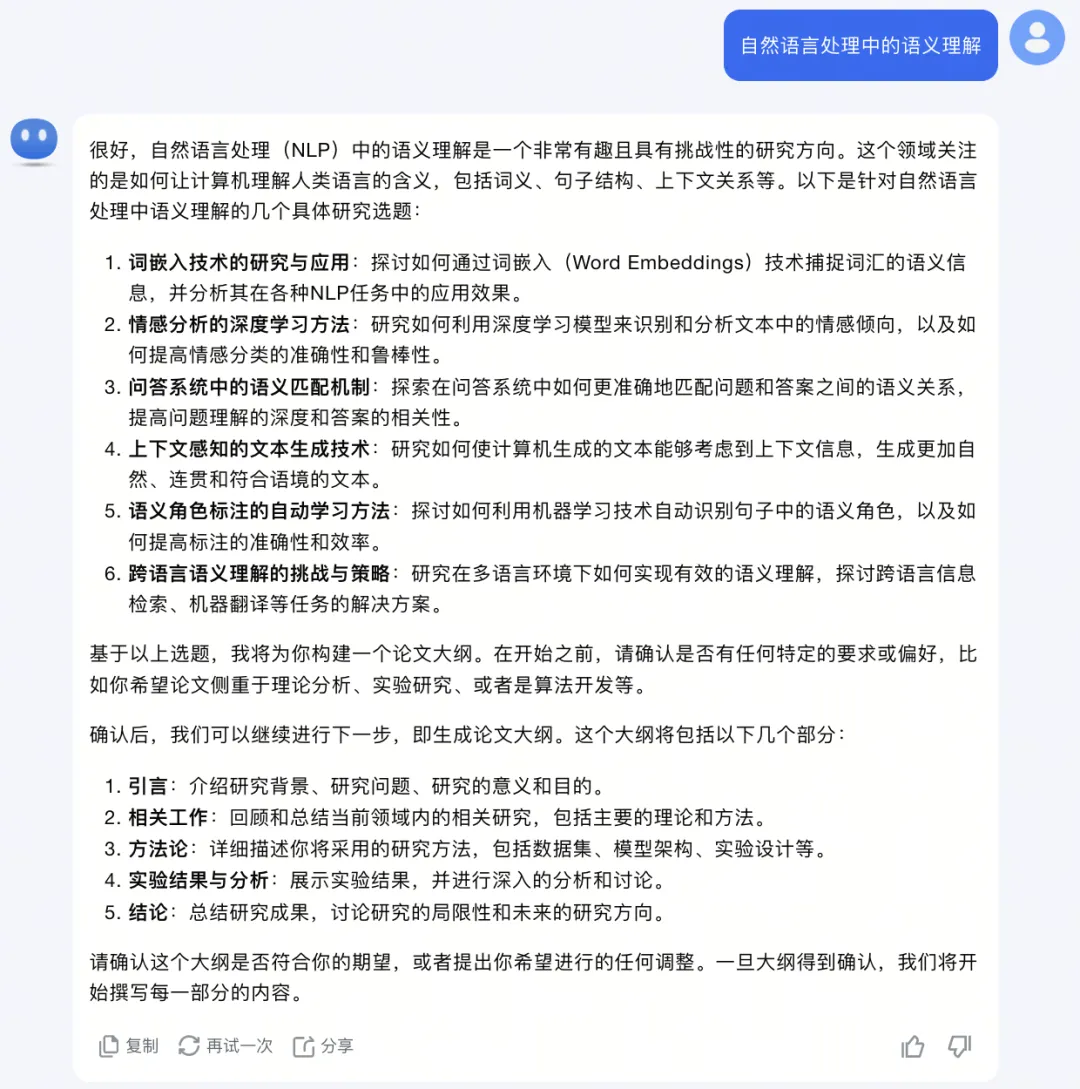 自然语言处理中的语义理解
很好，自然语言处理（NLP）中的语义理解是一个非常有趣且具有挑战性的研究方向。这个领域关注
的是如何让计算机理解人类语言的含义，包括词义、句子结构、上下文关系等。以下是针对自然语言
处理中语义理解的几个具体研究选题：
1. 词嵌入技术的研究与应用：探讨如何通过词嵌入（Word Embeddings）技术捕捉词汇的语义信
息，并分析其在各种NLP任务中的应用效果。
2. 情感分析的深度学习方法：研究如何利用深度学习模型来识别和分析文本中的情感倾向，以及如
何提高情感分类的准确性和鲁棒性。
3. 问答系统中的语义匹配机制：探索在问答系统中如何更准确地匹配问题和答案之间的语义关系，
提高问题理解的深度和答案的相关性。
4. 上下文感知的文本生成技术：研究如何使计算机生成的文本能够考虑到上下文信息，生成更加自
然、连贯和符合语境的文本。
5. 语义角色标注的自动学习方法：探讨如何利用机器学习技术自动识别句子中的语义角色，以及如
何提高标注的准确性和效率。
6. 跨语言语义理解的挑战与策略：研究在多语言环境下如何实现有效的语义理解，探讨跨语言信息
检索、机器翻译等任务的解决方案。
基于以上选题，我将为你构建一个论文大纲。在开始之前，请确认是否有任何特定的要求或偏好，比
如你希望论文侧重于理论分析、实验研究、或者是算法开发等。
确认后，我们可以继续进行下一步，即生成论文大纲。这个大纲将包括以下几个部分：
1. 引言：介绍研究背景、研究问题、研究的意义和目的。
2. 相关工作：回顾和总结当前领域内的相关研究，包括主要的理论和方法。
3. 方法论：详细描述你将采用的研究方法，包括数据集、模型架构、实验设计等。
4. 实验结果与分析：展示实验结果，并进行深入的分析和讨论。
5. 结论：总结研究成果，讨论研究的局限性和未来的研究方向。
请确认这个大纲是否符合你的期望，或者提出你希望进行的任何调整。一旦大纲得到确认，我们将开
始撰写每一部分的内容。
复制 再试一次 分享